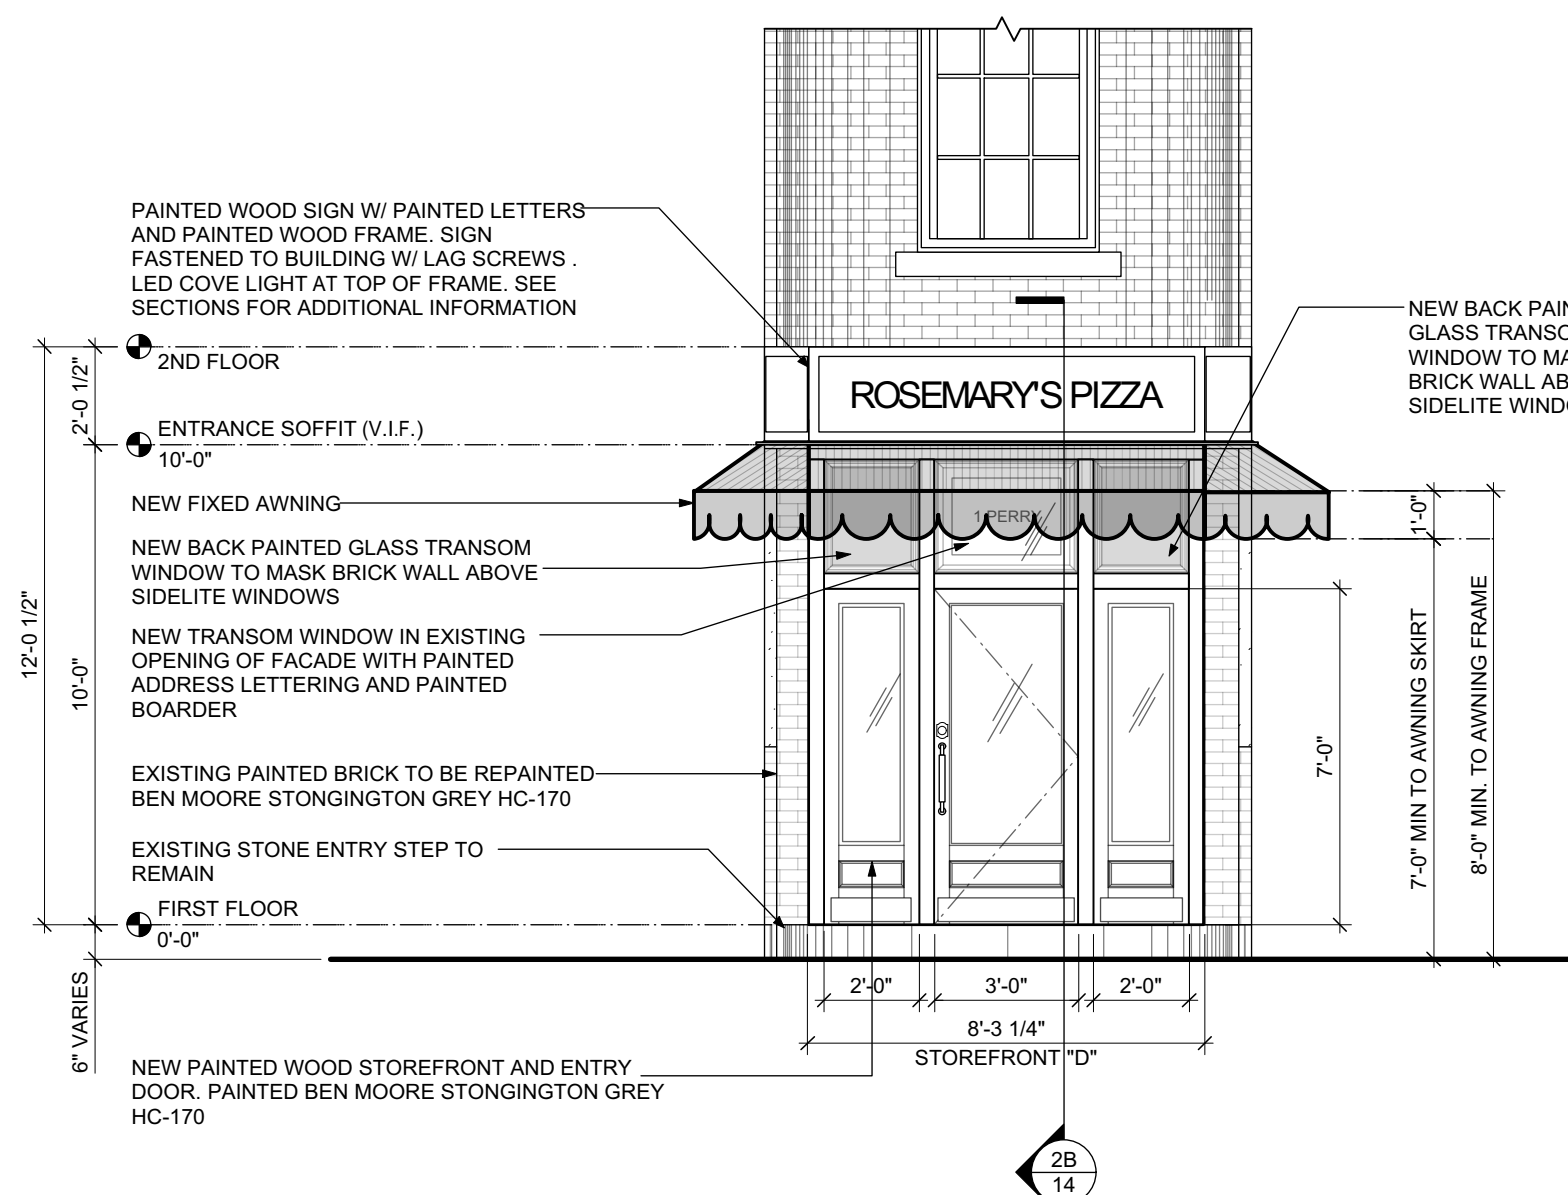 PAINTED WOOD SIGN W/ PAINTED LETTERS
AND PAINTED WOOD FRAME. SIGN
FASTENED TO BUILDING W/ LAG SCREWS .
LED COVE LIGHT AT TOP OF FRAME. SEE
SECTIONS FOR ADDITIONAL INFORMATION
2ND FLOOR
ENTRANCE SOFFIT (V.I.F.)
10'-0"
NEW FIXED AWNING
NEW BACK PAINTED GLASS TRANSOM
WINDOW TO MASK BRICK WALL ABOVE
SIDELITE WINDOWS
NEW TRANSOM WINDOW IN EXISTING
OPENING OF FACADE WITH PAINTED
ADDRESS LETTERING AND PAINTED
BOARDER
EXISTING PAINTED BRICK TO BE REPAINTED
BEN MOORE STONGINGTON GREY HC-170
EXISTING STONE ENTRY STEP TO
REMAIN
FIRST FLOOR
0'-0"
NEW PAINTED WOOD STOREFRONT AND ENTRY
DOOR. PAINTED BEN MOORE STONGINGTON GREY
HC-170
12'-0 1/2"
2'-0 1/2"
10'-0"
6" VARIES
ROSEMARY'S PIZZA
1 PERRY
2'-0"
3'-0"
2'-0"
8'-3 1/4"
STOREFRONT "D"
2B
14
NEW BACK PAIN
GLASS TRANSO
WINDOW TO MA
BRICK WALL AB
SIDELITE WINDO
7'-0"
1'-0"
7'-0" MIN TO AWNING SKIRT
8'-0" MIN. TO AWNING FRAME